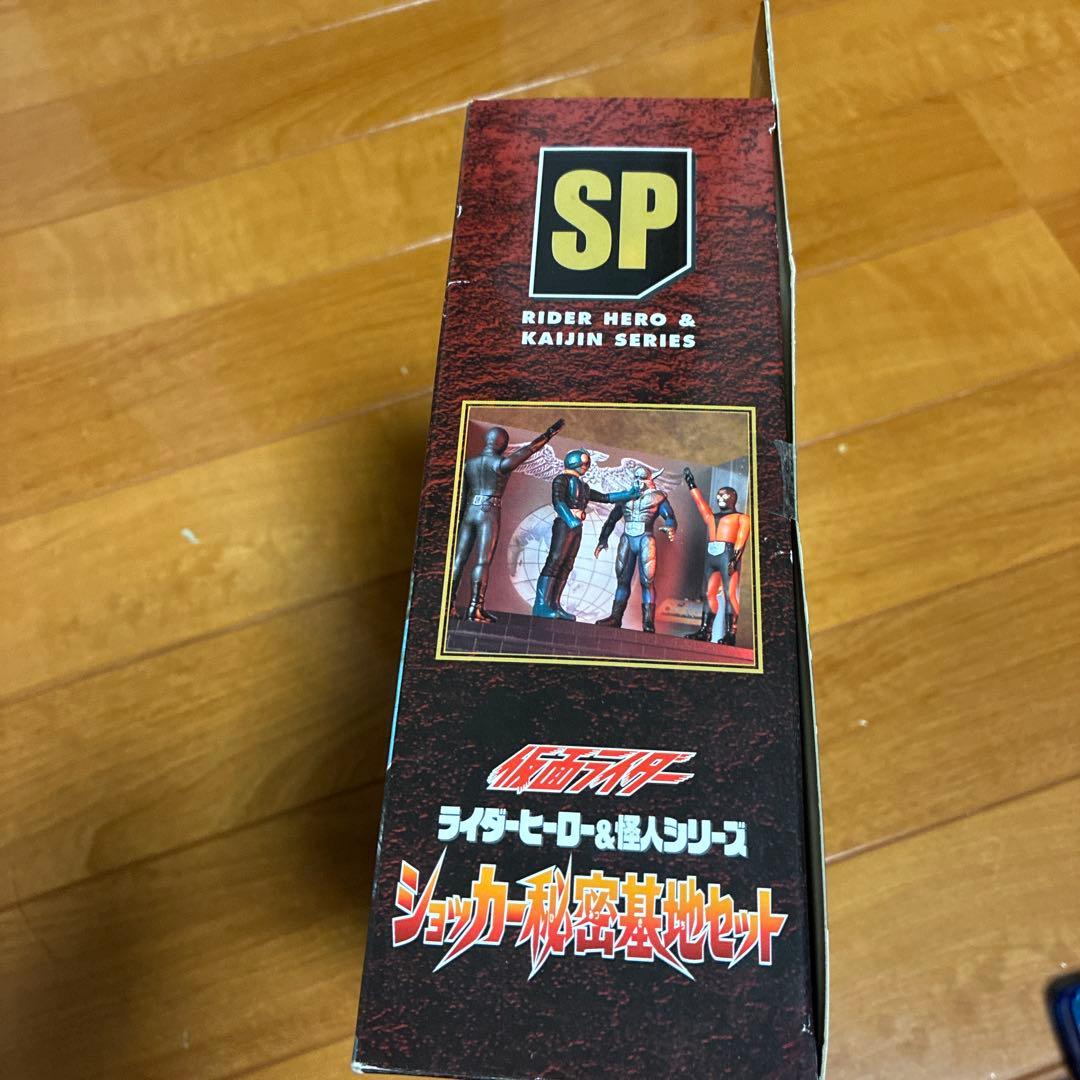 SP
RIDER HERO &
KAIJIN SERIES
仮面ライダー
ライダーヒーロー&怪人シリーズ
ショッカー秘密基地セット